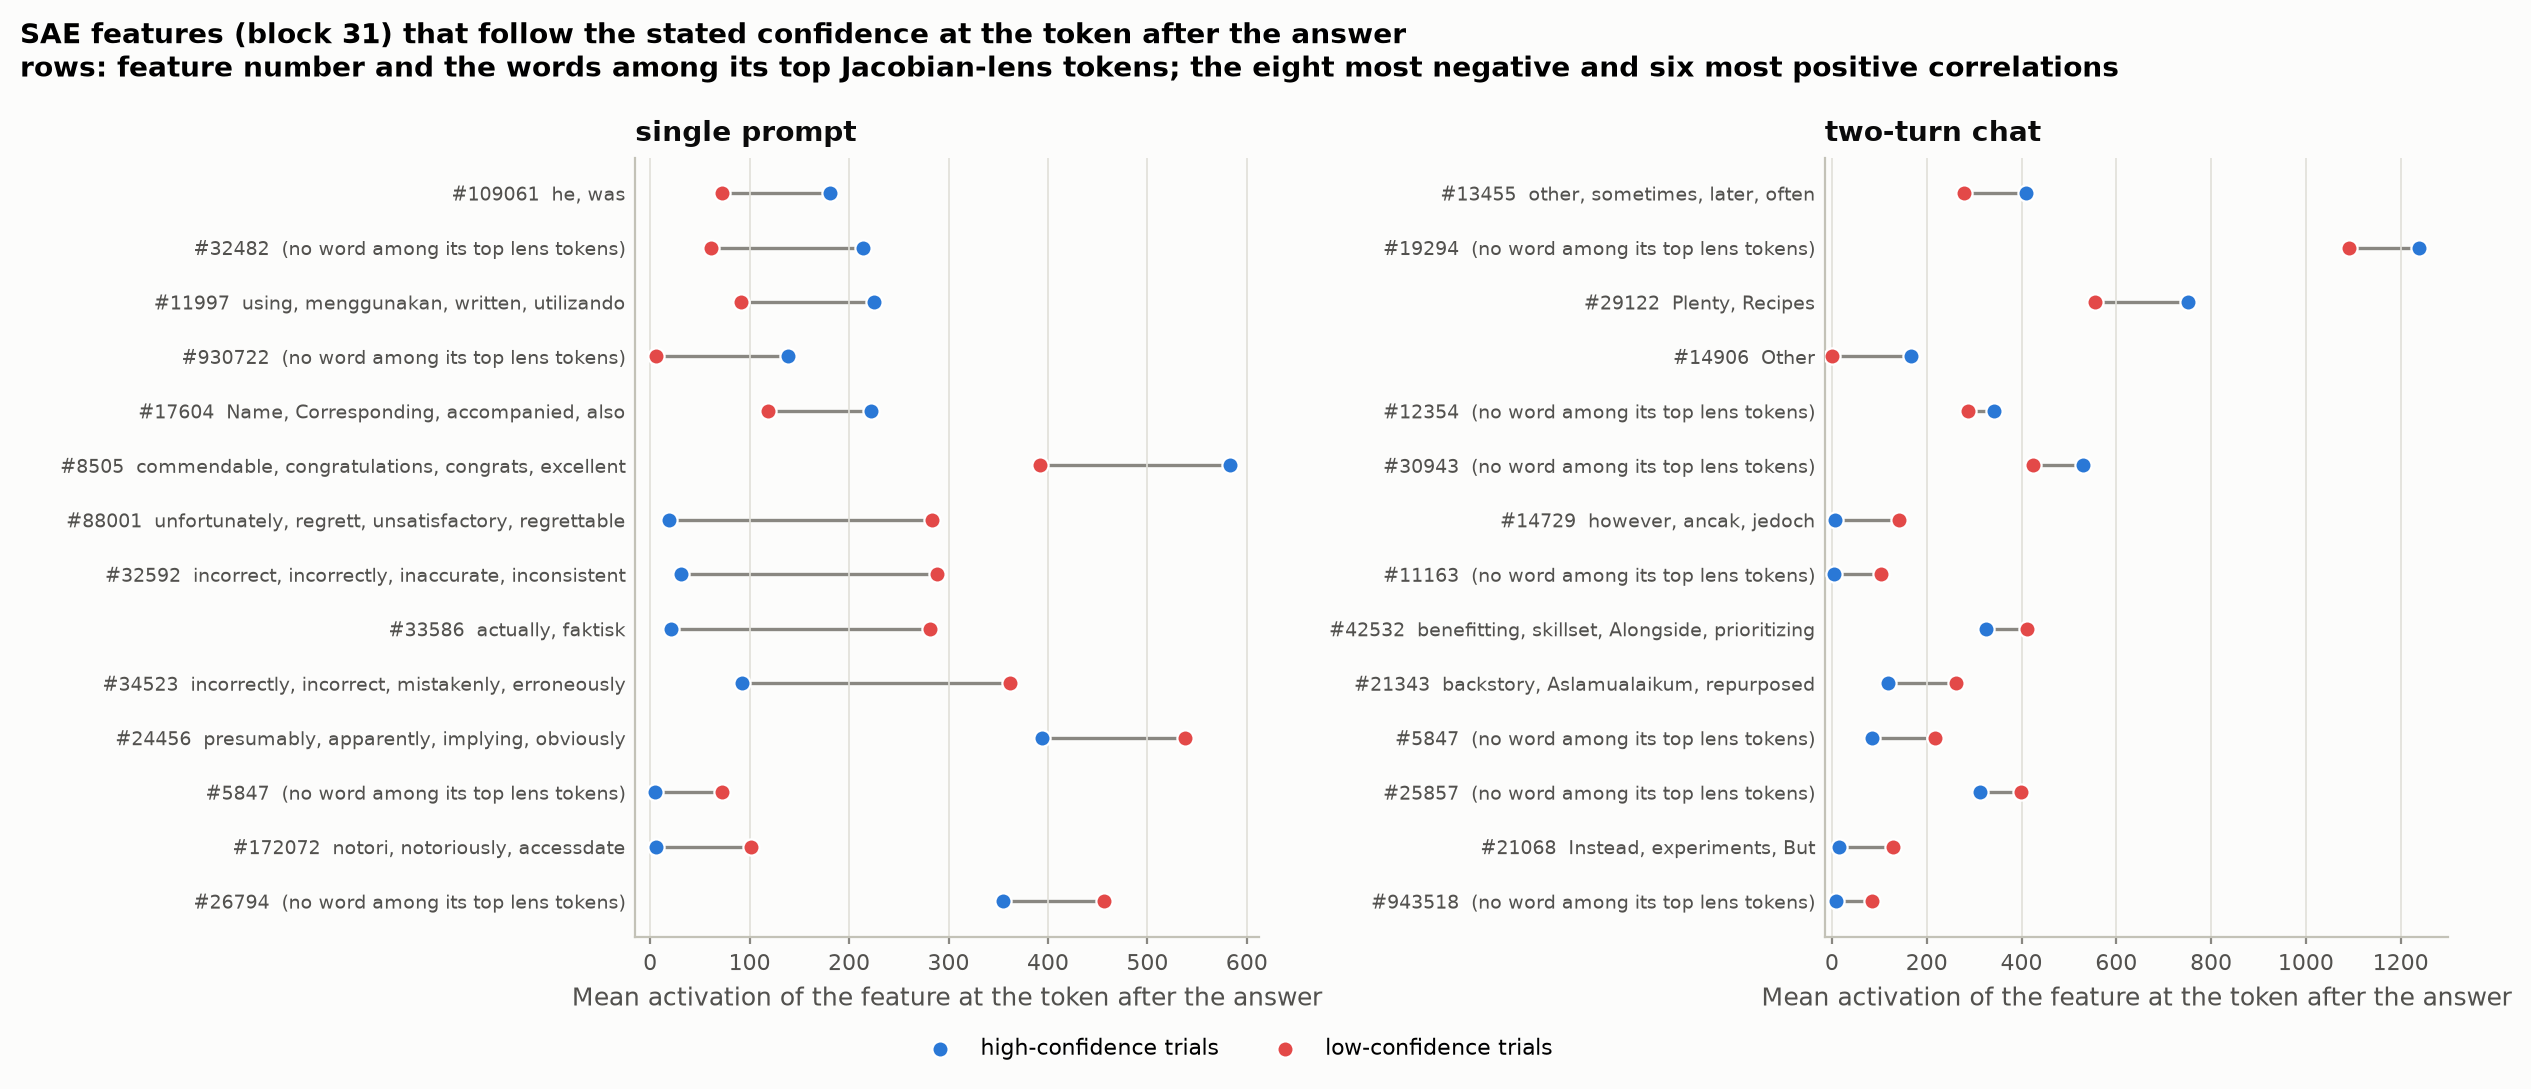 SAE features (block 31) that follow the stated confidence at the token after the answer
rows: feature number and the words among its top Jacobian-lens tokens; the eight most negative and six most positive correlations
single prompt
#109061 he, was
#32482 (no word among its top lens tokens)
#11997 using, menggunakan, written, utilizando
#930722 (no word among its top lens tokens)
#17604 Name, Corresponding, accompanied, also
#8505 commendable, congratulations, congrats, excellent
#88001 unfortunately, regrett, unsatisfactory, regrettable
#32592 incorrect, incorrectly, inaccurate, inconsistent
#33586 actually, faktisk
#34523 incorrectly, incorrect, mistakenly, erroneously
#24456 presumably, apparently, implying, obviously
#5847 (no word among its top lens tokens)
#172072 notori, notoriously, accessdate
#26794 (no word among its top lens tokens)
0 100 200 300 400 500 600
Mean activation of the feature at the token after the answer
two-turn chat
#13455 other, sometimes, later, often
#19294 (no word among its top lens tokens)
#29122 Plenty, Recipes
#14906 Other
#12354 (no word among its top lens tokens)
#30943 (no word among its top lens tokens)
#14729 however, ancak, jedoch
#11163 (no word among its top lens tokens)
#42532 benefitting, skillset, Alongside, prioritizing
#21343 backstory, Aslamualaikum, repurposed
#5847 (no word among its top lens tokens)
#25857 (no word among its top lens tokens)
#21068 Instead, experiments, But
#943518 (no word among its top lens tokens)
0 200 400 600 800 1000 1200
Mean activation of the feature at the token after the answer
high-confidence trials
low-confidence trials